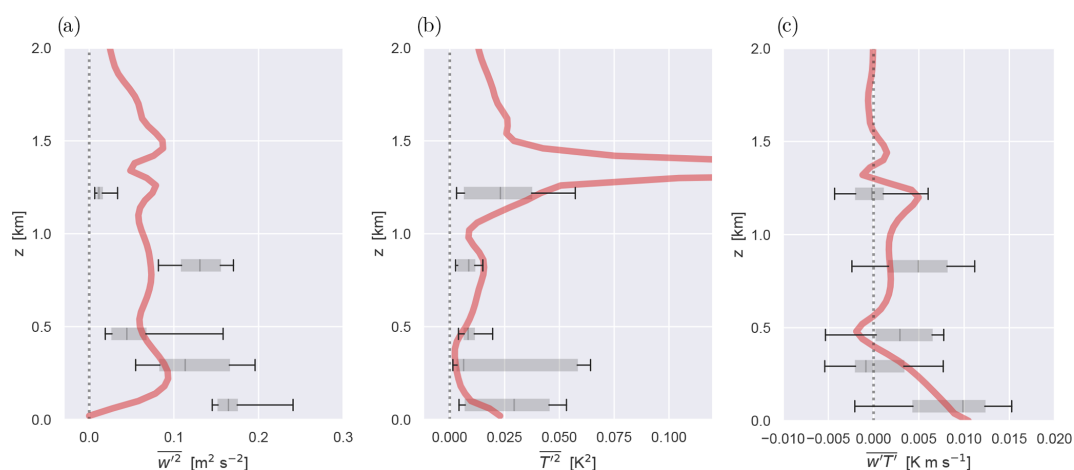 (a) (b) (c)
2.0 2.0 2.0
1.5 1.5 1.5
z [km] z [km] z [km]
1.0 1.0 1.0
0.5 0.5 0.5
0.0 0.0 0.0
0.0 0.1 0.2 0.3 0.000 0.025 0.050 0.075 0.100 −0.010 −0.005 0.000 0.005 0.010 0.015 0.020
w′² [m² s⁻²] T′² [K²] w′T′ [K m s⁻¹]